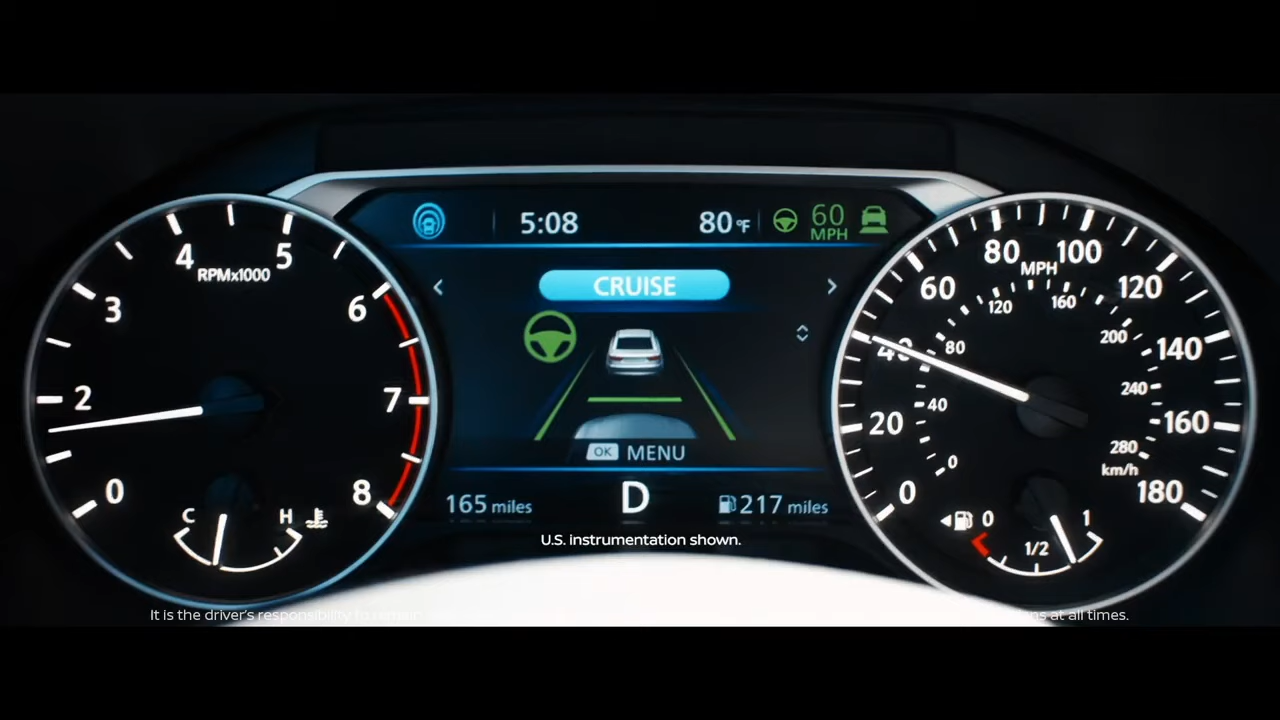 5:08 80°F 60 MPH
CRUISE
OK MENU
165 miles D 217 miles
RPMx1000
0 2 3 4 5 6 7 8
C H
MPH
0 20 40 60 80 100 120 140 160 180
0 40 80 120 160 200 240 280
km/h
0 1/2 1
U.S. instrumentation shown.
It is the driver's responsibility
at all times.